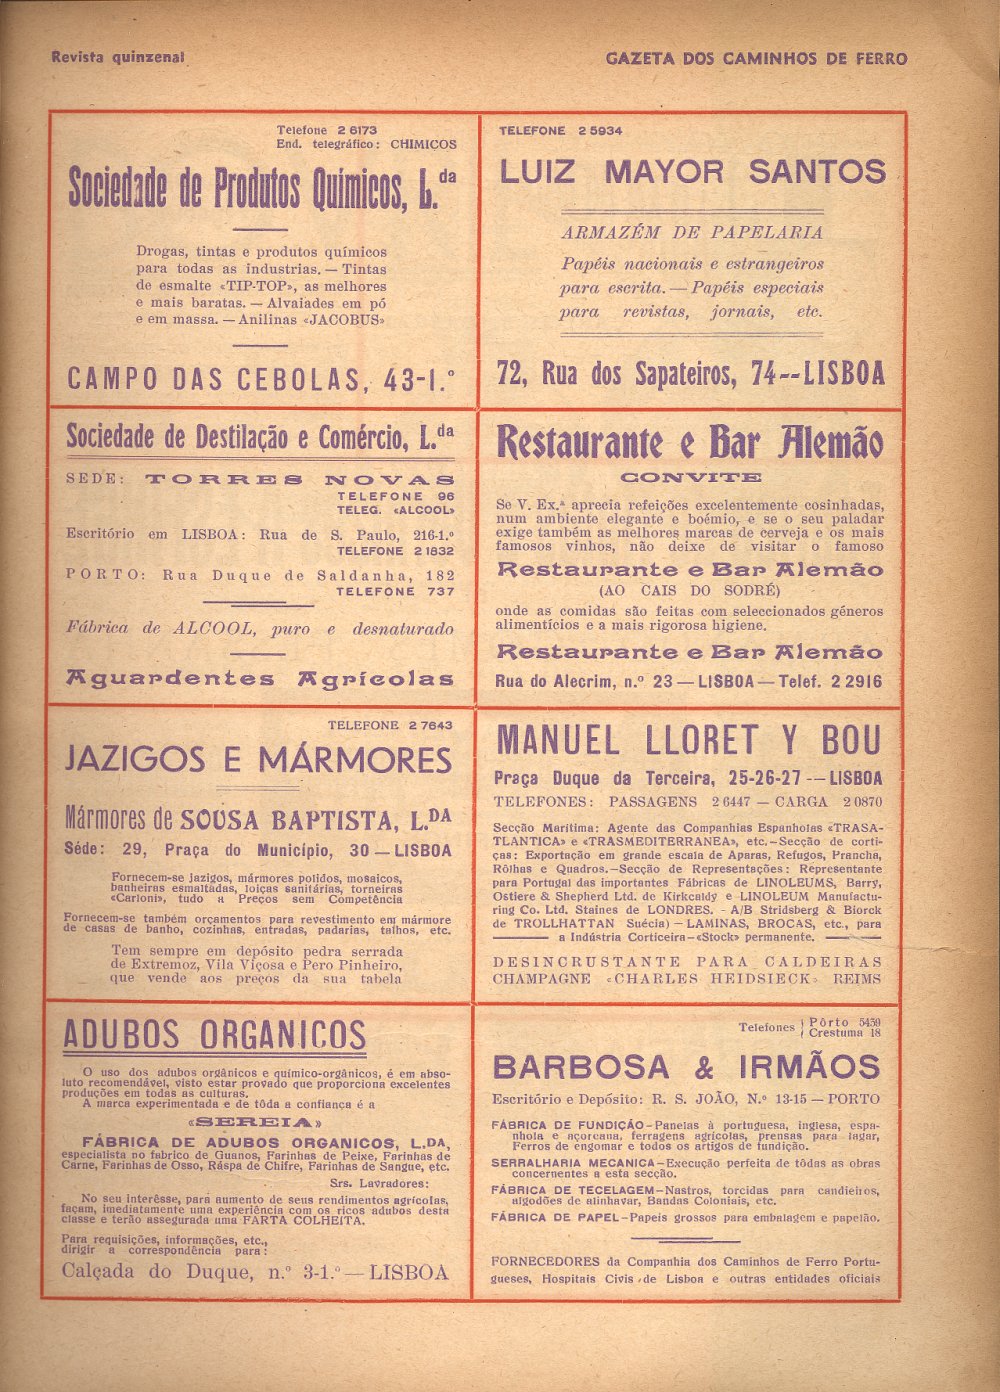 Revista quinzenal
GAZETA DOS CAMINHOS DE FERRO
Telefone 2 6173
End. telegráfico: CHIMICOS
Sociedade de Produtos Químicos, L.da
Drogas, tintas e produtos químicos
para todas as industrias. — Tintas
de esmalte «TIP-TOP», as melhores
e mais baratas. — Alvaiades em pó
e em massa. — Anilinas «JACOBUS»
CAMPO DAS CEBOLAS, 43-1.º
TELEFONE 2 5934
LUIZ MAYOR SANTOS
ARMAZÉM DE PAPELARIA
Papéis nacionais e estrangeiros
para escrita. — Papéis especiais
para revistas, jornais, etc.
72, Rua dos Sapateiros, 74--LISBOA
Sociedade de Destilação e Comércio, L.da
SEDE: TORRES NOVAS
TELEFONE 96
TELEG. «ALCOOL»
Escritório em LISBOA: Rua de S. Paulo, 216-1.º
TELEFONE 2 1832
PORTO: Rua Duque de Saldanha, 182
TELEFONE 737
Fábrica de ALCOOL, puro e desnaturado
Aguardentes Agrícolas
Restaurante e Bar Alemão
CONVITE
Se V. Ex.ª aprecia refeições excelentemente cosinhadas,
num ambiente elegante e boémio, e se o seu paladar
exige também as melhores marcas de cerveja e os mais
famosos vinhos, não deixe de visitar o famoso
Restaurante e Bar Alemão
(AO CAIS DO SODRÉ)
onde as comidas são feitas com seleccionados géneros
alimentícios e a mais rigorosa higiene.
Restaurante e Bar Alemão
Rua do Alecrim, n.º 23 — LISBOA — Telef. 2 2916
TELEFONE 2 7643
JAZIGOS E MÁRMORES
Mármores de SOUSA BAPTISTA, L.DA
Séde: 29, Praça do Município, 30 — LISBOA
Fornecem-se jazigos, mármores polidos, mosaicos,
banheiras esmaltadas, loiças sanitárias, torneiras
«Carloni», tudo a Preços sem Competência
Fornecem-se também orçamentos para revestimento em mármore
de casas de banho, cozinhas, entradas, padarias, talhos, etc.
Tem sempre em depósito pedra serrada
de Extremoz, Vila Viçosa e Pero Pinheiro,
que vende aos preços da sua tabela
MANUEL LLORET Y BOU
Praça Duque da Terceira, 25-26-27 — LISBOA
TELEFONES: PASSAGENS 2 6447 — CARGA 2 0870
Secção Marítima: Agente das Companhias Espanholas «TRASA-
TLANTICA» e «TRASMEDITERRANEA», etc.—Secção de corti-
ças: Exportação em grande escala de Aparas, Refugos, Prancha,
Rôlhas e Quadros.—Secção de Representações: Representante
para Portugal das importantes Fábricas de LINOLEUMS, Barry,
Ostiere & Shepherd Ltd. de Kirkcaldy e LINOLEUM Manufactu-
ring Co. Ltd. Staines de LONDRES. - A/B Stridsberg & Biorck
de TROLLHATTAN Suécia) — LAMINAS, BROCAS, etc., para
a Indústria Corticeira—«Stock» permanente.
DESINCRUSTANTE PARA CALDEIRAS
CHAMPAGNE «CHARLES HEIDSIECK» REIMS
ADUBOS ORGANICOS
O uso dos adubos orgânicos e químico-orgânicos, é em abso-
luto recomendável, visto estar provado que proporciona excelentes
produções em todas as culturas.
A marca experimentada e de tôda a confiança é a
«SEREIA»
FÁBRICA DE ADUBOS ORGANICOS, L.DA,
especialista no fabrico de Guanos, Farinhas de Peixe, Farinhas de
Carne, Farinhas de Osso, Ráspa de Chifre, Farinhas de Sangue, etc.
Srs. Lavradores:
No seu interêsse, para aumento de seus rendimentos agrícolas,
façam, imediatamente uma experiência com os ricos adubos desta
classe e terão assegurada uma FARTA COLHEITA.
Para requisições, informações, etc.,
dirigir a correspondência para:
Calçada do Duque, n.º 3-1.º — LISBOA
Telefones { Pôrto 5450
Crestuma 18
BARBOSA & IRMÃOS
Escritório e Depósito: R. S. JOÃO, N.º 13-15 — PORTO
FÁBRICA DE FUNDIÇÃO—Panelas à portuguesa, inglesa, espa-
nhola e açoreana, ferragens agrícolas, prensas para lagar,
Ferros de engomar e todos os artigos de fundição.
SERRALHARIA MECANICA—Execução perfeita de tôdas as obras
concernentes a esta secção.
FÁBRICA DE TECELAGEM—Nastros, torcidas para candieiros,
algodões de alinhavar, Bandas Coloniais, etc.
FÁBRICA DE PAPEL—Papeis grossos para embalagem e papelão.
FORNECEDORES da Companhia dos Caminhos de Ferro Portu-
gueses, Hospitais Civis de Lisboa e outras entidades oficiais